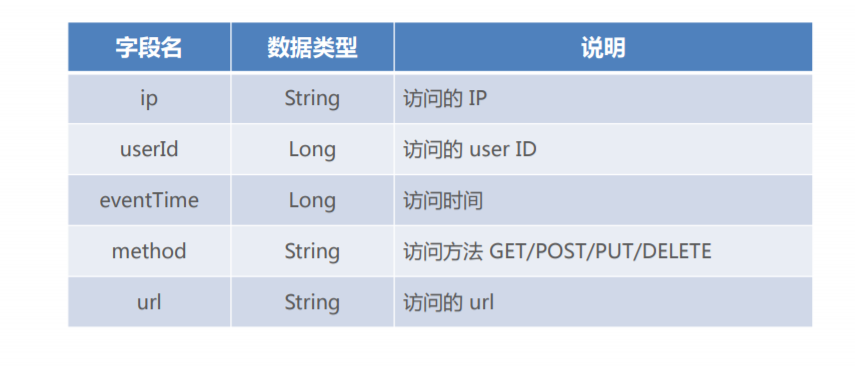 字段名 数据类型 说明
ip String 访问的 IP
userId Long 访问的 user ID
eventTime Long 访问时间
method String 访问方法 GET/POST/PUT/DELETE
url String 访问的 url